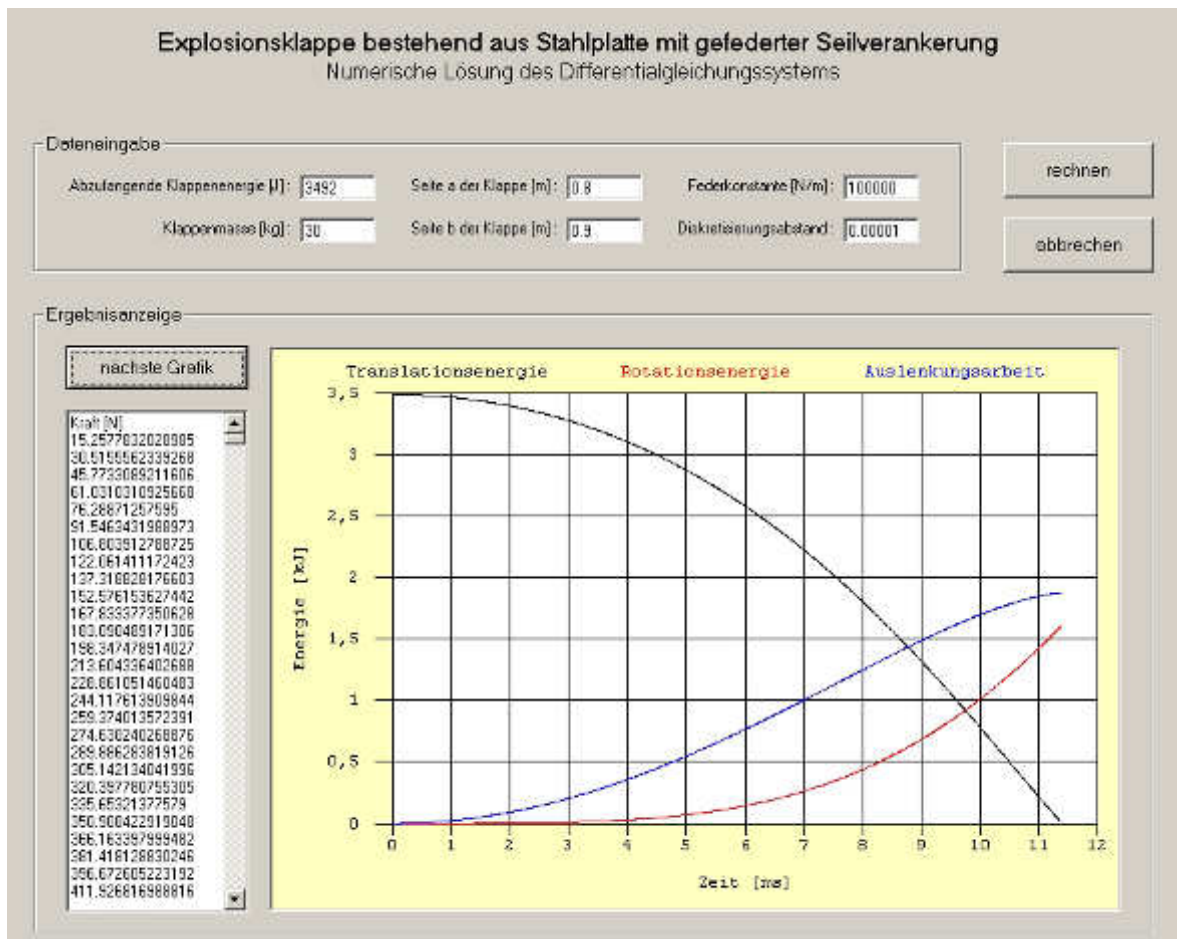 Explosionsklappe bestehend aus Stahlplatte mit gefederter Seilverankerung
Numerische Lösung des Differentialgleichungssystems
Dateneingabe
Abzufangende Klappenenergie [J]: 3492
Seite a der Klappe [m]: 0.8
Federkonstante [N/m]: 100000
Klappenmasse [kg]: 30
Seite b der Klappe [m]: 0.9
Diskretisierungsabstand: 0.00001
rechnen
abbrechen
Ergebnisanzeige
nächste Grafik
Kraft [N]
15.2577832028985
30.5155562339268
45.7733089211606
61.0310310925668
76.28871257595
91.5463431988973
106.803912788725
122.061411172423
137.318828176603
152.576153627442
167.833377350628
183.090489171306
198.347478914027
213.604336402688
228.861051460483
244.117613909844
259.374013572391
274.630240268876
289.886283819126
305.142134041996
320.397780755305
335.65321377579
350.908422919048
366.163397999482
381.418128830246
396.672605223192
411.926816988816
Translationsenergie Rotationsenergie Auslenkungsarbeit
3,5
3
2,5
2
1,5
1
0,5
0
Energie [kJ]
0 1 2 3 4 5 6 7 8 9 10 11 12
Zeit [ms]